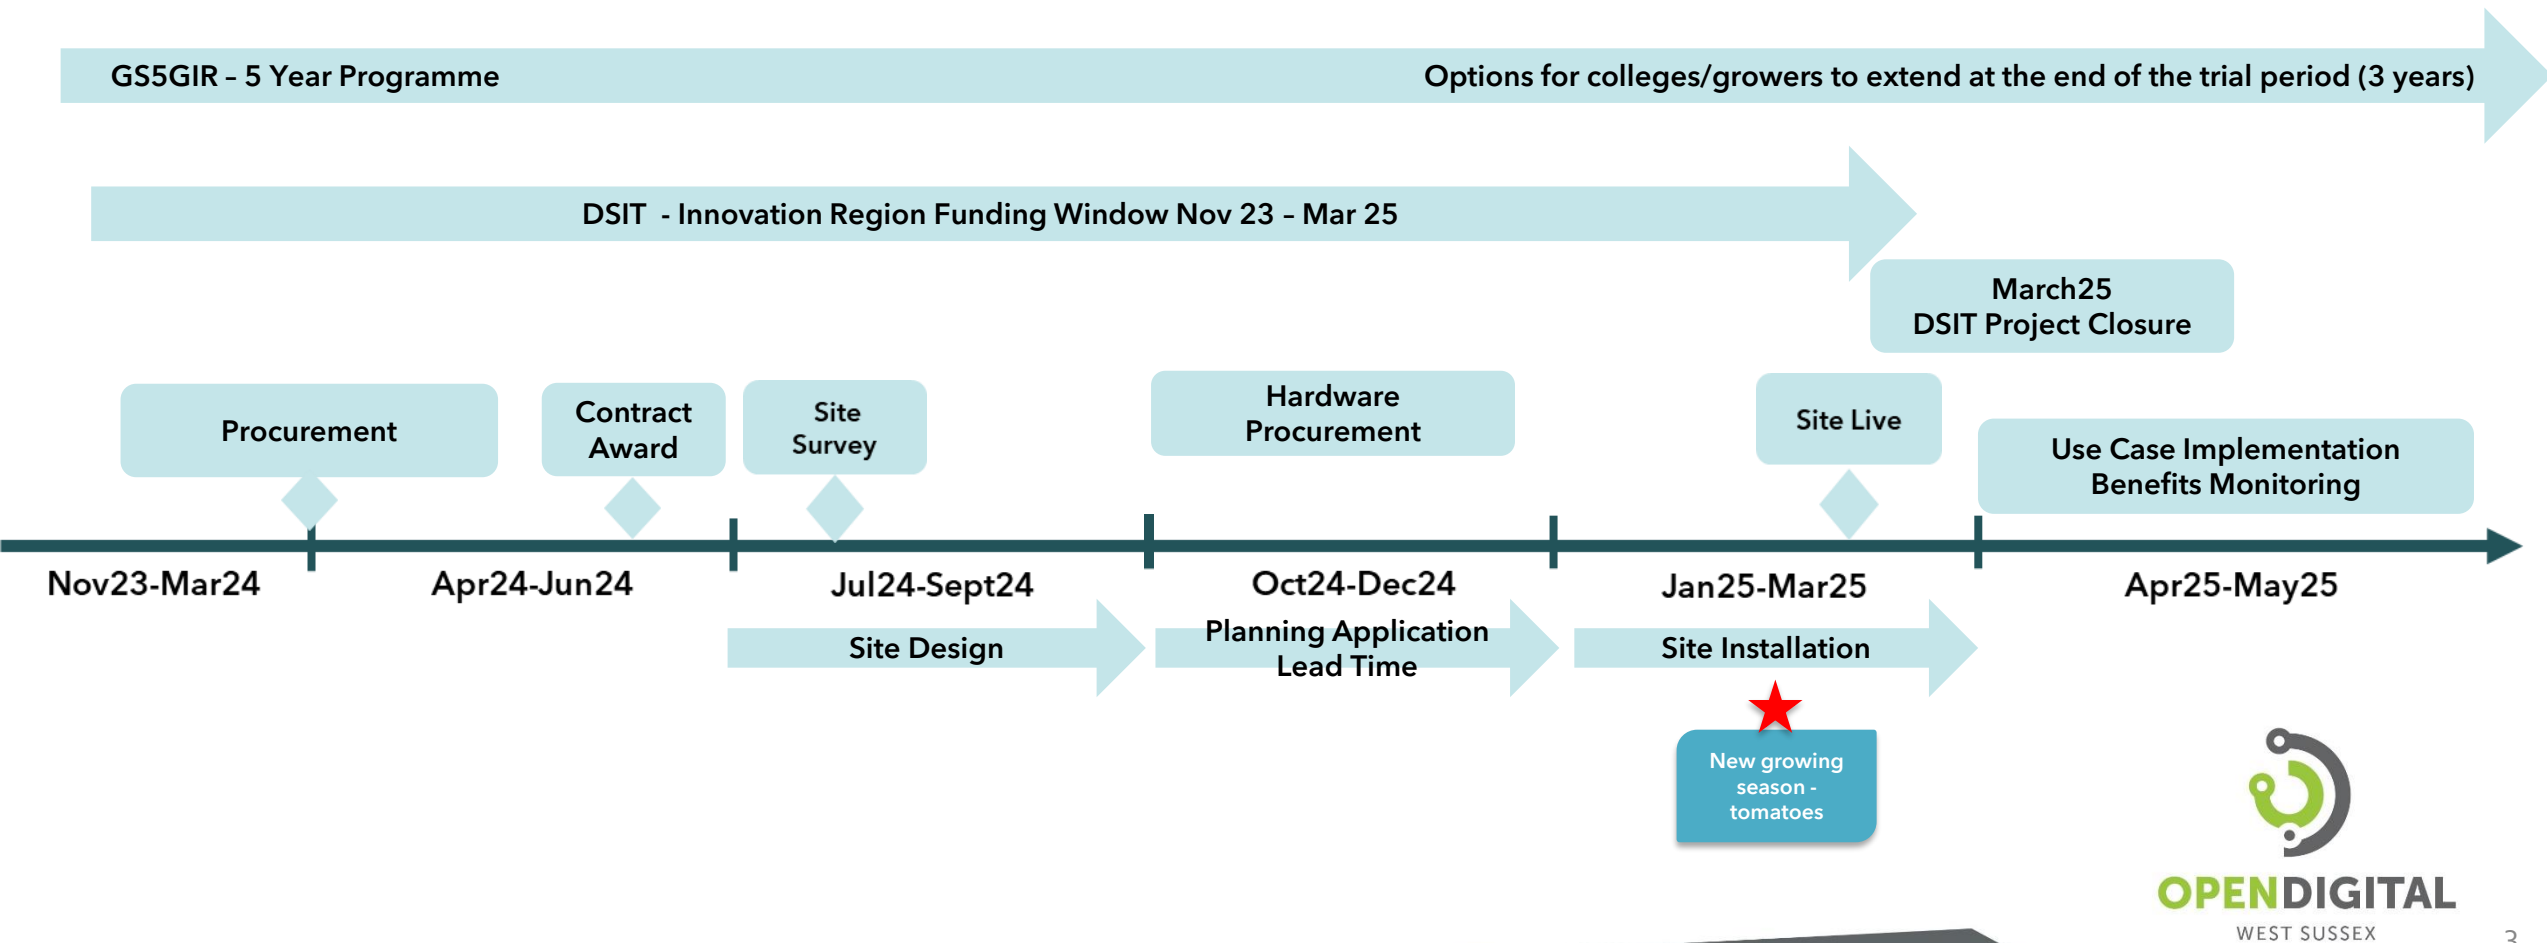 GS5GIR – 5 Year Programme
Options for colleges/growers to extend at the end of the trial period (3 years)
DSIT - Innovation Region Funding Window Nov 23 – Mar 25
March25
DSIT Project Closure
Procurement
Contract
Award
Site
Survey
Hardware
Procurement
Site Live
Use Case Implementation
Benefits Monitoring
Nov23-Mar24
Apr24-Jun24
Jul24-Sept24
Oct24-Dec24
Jan25-Mar25
Apr25-May25
Site Design
Planning Application
Lead Time
Site Installation
New growing
season -
tomatoes
OPENDIGITAL
WEST SUSSEX
3